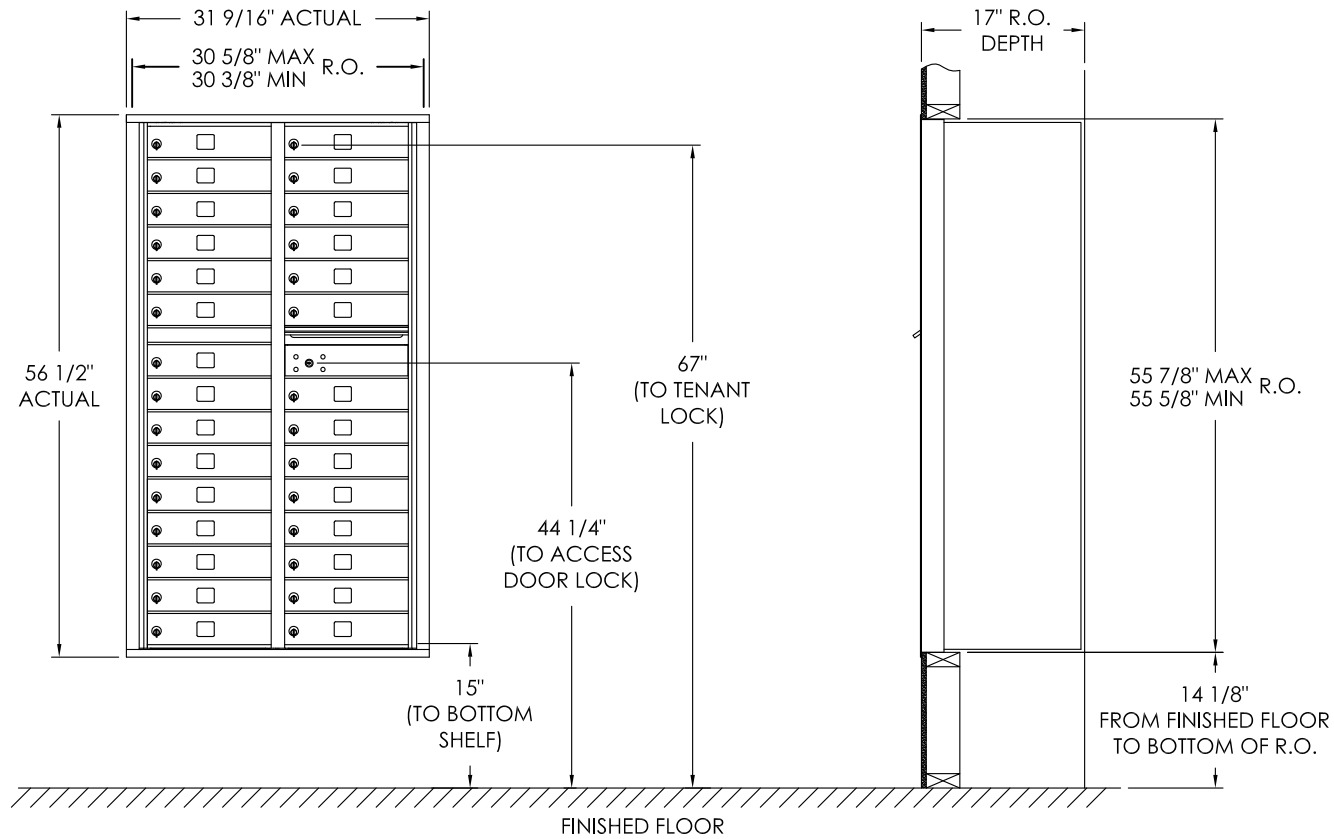 31 9/16" ACTUAL
30 5/8" MAX
30 3/8" MIN
R.O.
17" R.O.
DEPTH
56 1/2"
ACTUAL
67"
(TO TENANT
LOCK)
55 7/8" MAX
55 5/8" MIN
R.O.
44 1/4"
(TO ACCESS
DOOR LOCK)
15"
(TO BOTTOM
SHELF)
14 1/8"
FROM FINISHED FLOOR
TO BOTTOM OF R.O.
FINISHED FLOOR